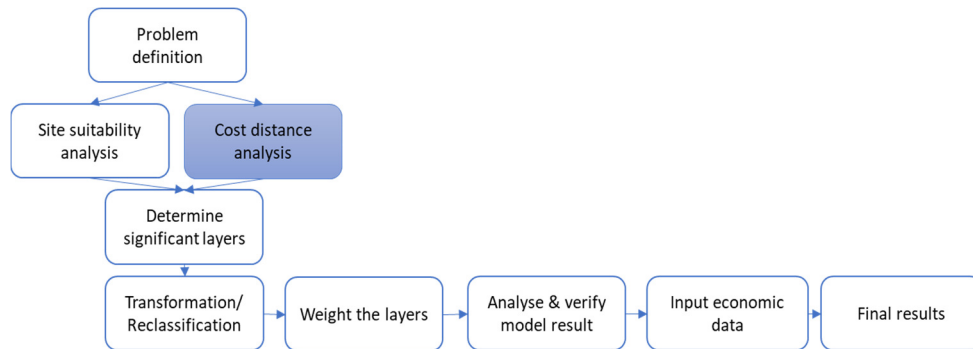 Problem
definition
Site suitability
analysis
Cost distance
analysis
Determine
significant layers
Transformation/
Reclassification
Weight the layers
Analyse & verify
model result
Input economic
data
Final results